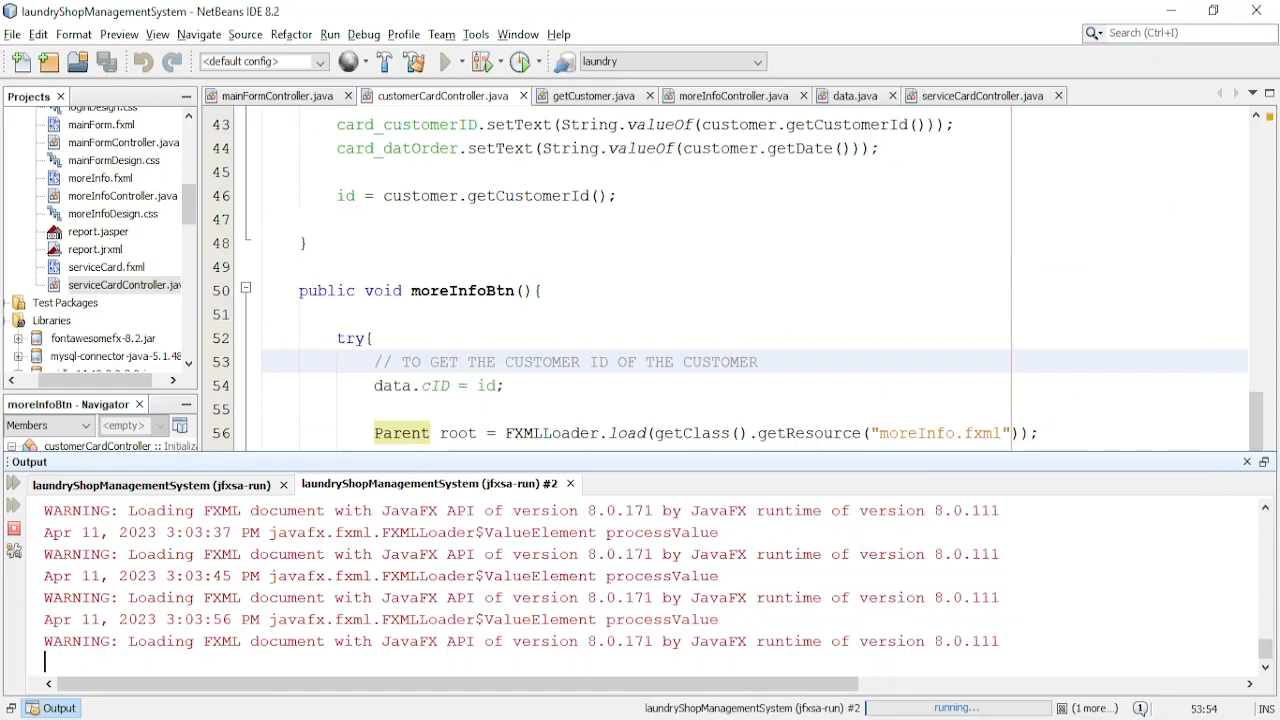 laundryShopManagementSystem - NetBeans IDE 8.2
File Edit Format Preview View Navigate Source Refactor Run Debug Profile Team Tools Window Help
Search (Ctrl+I)
<default config>
laundry
Projects
mainFormController.java
customerCardController.java
getCustomer.java
moreInfoController.java
data.java
serviceCardController.java
loginDesign.css
mainForm.fxml
mainFormController.java
mainFormDesign.css
moreInfo.fxml
moreInfoController.java
moreInfoDesign.css
report.jasper
report.jrxml
serviceCard.fxml
serviceCardController.jav
Test Packages
Libraries
fontawesomefx-8.2.jar
mysql-connector-java-5.1.48
moreInfoBtn - Navigator
Members
<empty>
customerCardController :: Initializa
43 card_customerID.setText(String.valueOf(customer.getCustomerId()));
44 card_datOrder.setText(String.valueOf(customer.getDate()));
45
46 id = customer.getCustomerId();
47
48 }
49
50 public void moreInfoBtn(){
51
52 try{
53 // TO GET THE CUSTOMER ID OF THE CUSTOMER
54 data.cID = id;
55
56 Parent root = FXMLLoader.load(getClass().getResource("moreInfo.fxml"));
Output
laundryShopManagementSystem (jfxsa-run)
laundryShopManagementSystem (jfxsa-run) #2
WARNING: Loading FXML document with JavaFX API of version 8.0.171 by JavaFX runtime of version 8.0.111
Apr 11, 2023 3:03:37 PM javafx.fxml.FXMLLoader$ValueElement processValue
WARNING: Loading FXML document with JavaFX API of version 8.0.171 by JavaFX runtime of version 8.0.111
Apr 11, 2023 3:03:45 PM javafx.fxml.FXMLLoader$ValueElement processValue
WARNING: Loading FXML document with JavaFX API of version 8.0.171 by JavaFX runtime of version 8.0.111
Apr 11, 2023 3:03:56 PM javafx.fxml.FXMLLoader$ValueElement processValue
WARNING: Loading FXML document with JavaFX API of version 8.0.171 by JavaFX runtime of version 8.0.111
Output
laundryShopManagementSystem (jfxsa-run) #2
running...
(1 more...)
53:54
INS